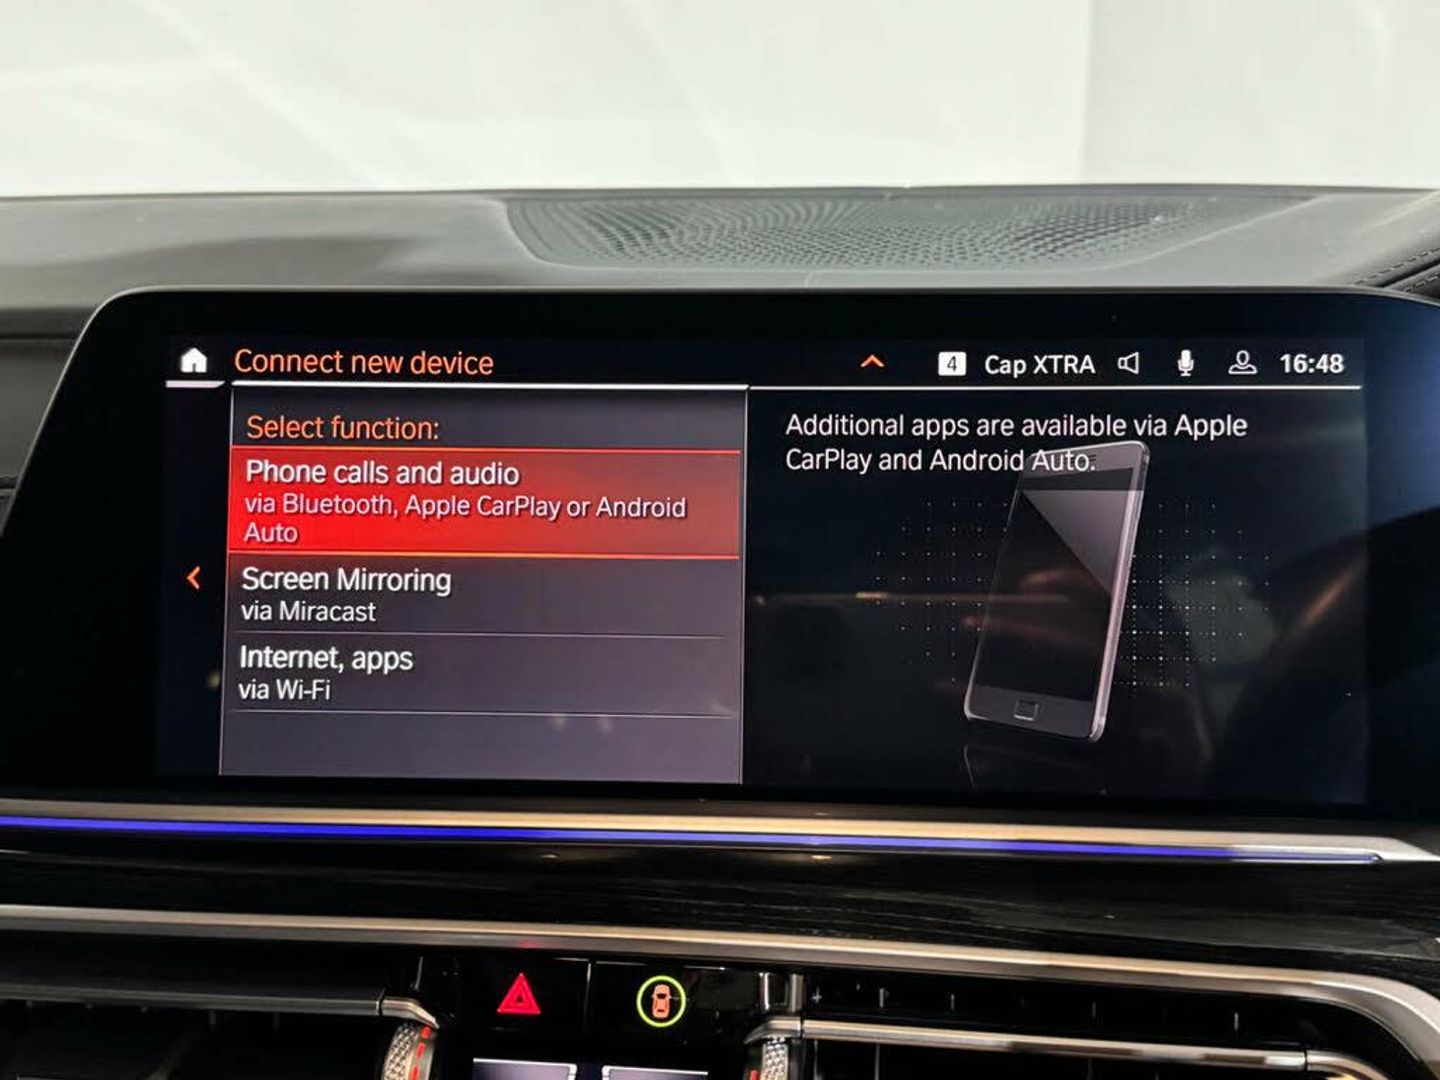 Connect new device
4 Cap XTRA 16:48
Select function:
Phone calls and audio
via Bluetooth, Apple CarPlay or Android
Auto
Screen Mirroring
via Miracast
Internet, apps
via Wi-Fi
Additional apps are available via Apple
CarPlay and Android Auto.